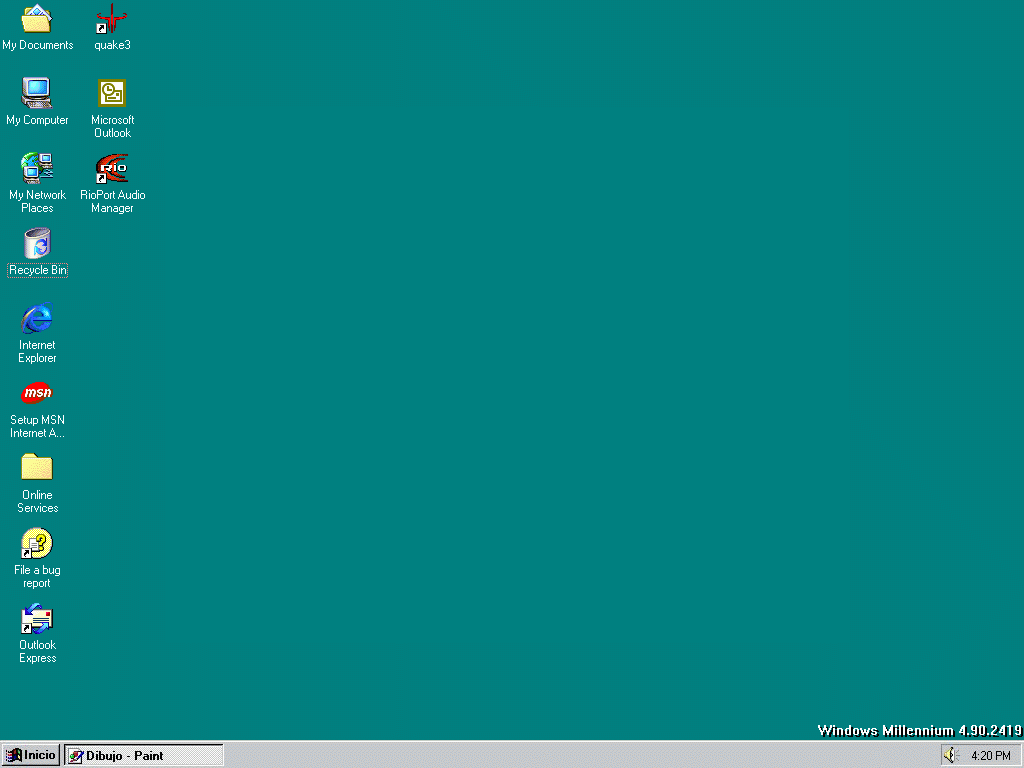 My Documents
quake3
My Computer
Microsoft
Outlook
My Network
Places
Rio
RioPort Audio
Manager
Recycle Bin
Internet
Explorer
msn
Setup MSN
Internet A...
Online
Services
File a bug
report
Outlook
Express
Windows Millennium 4.90.2419
Inicio
Dibujo - Paint
4:20 PM